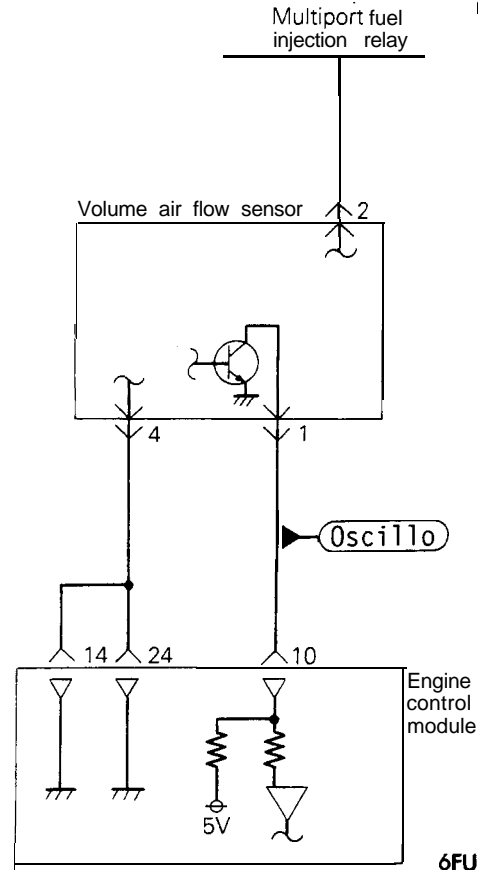 Multiport fuel
injection relay
Volume air flow sensor
2
4
1
Oscillo
14
24
10
Engine
control
module
5V
6FU